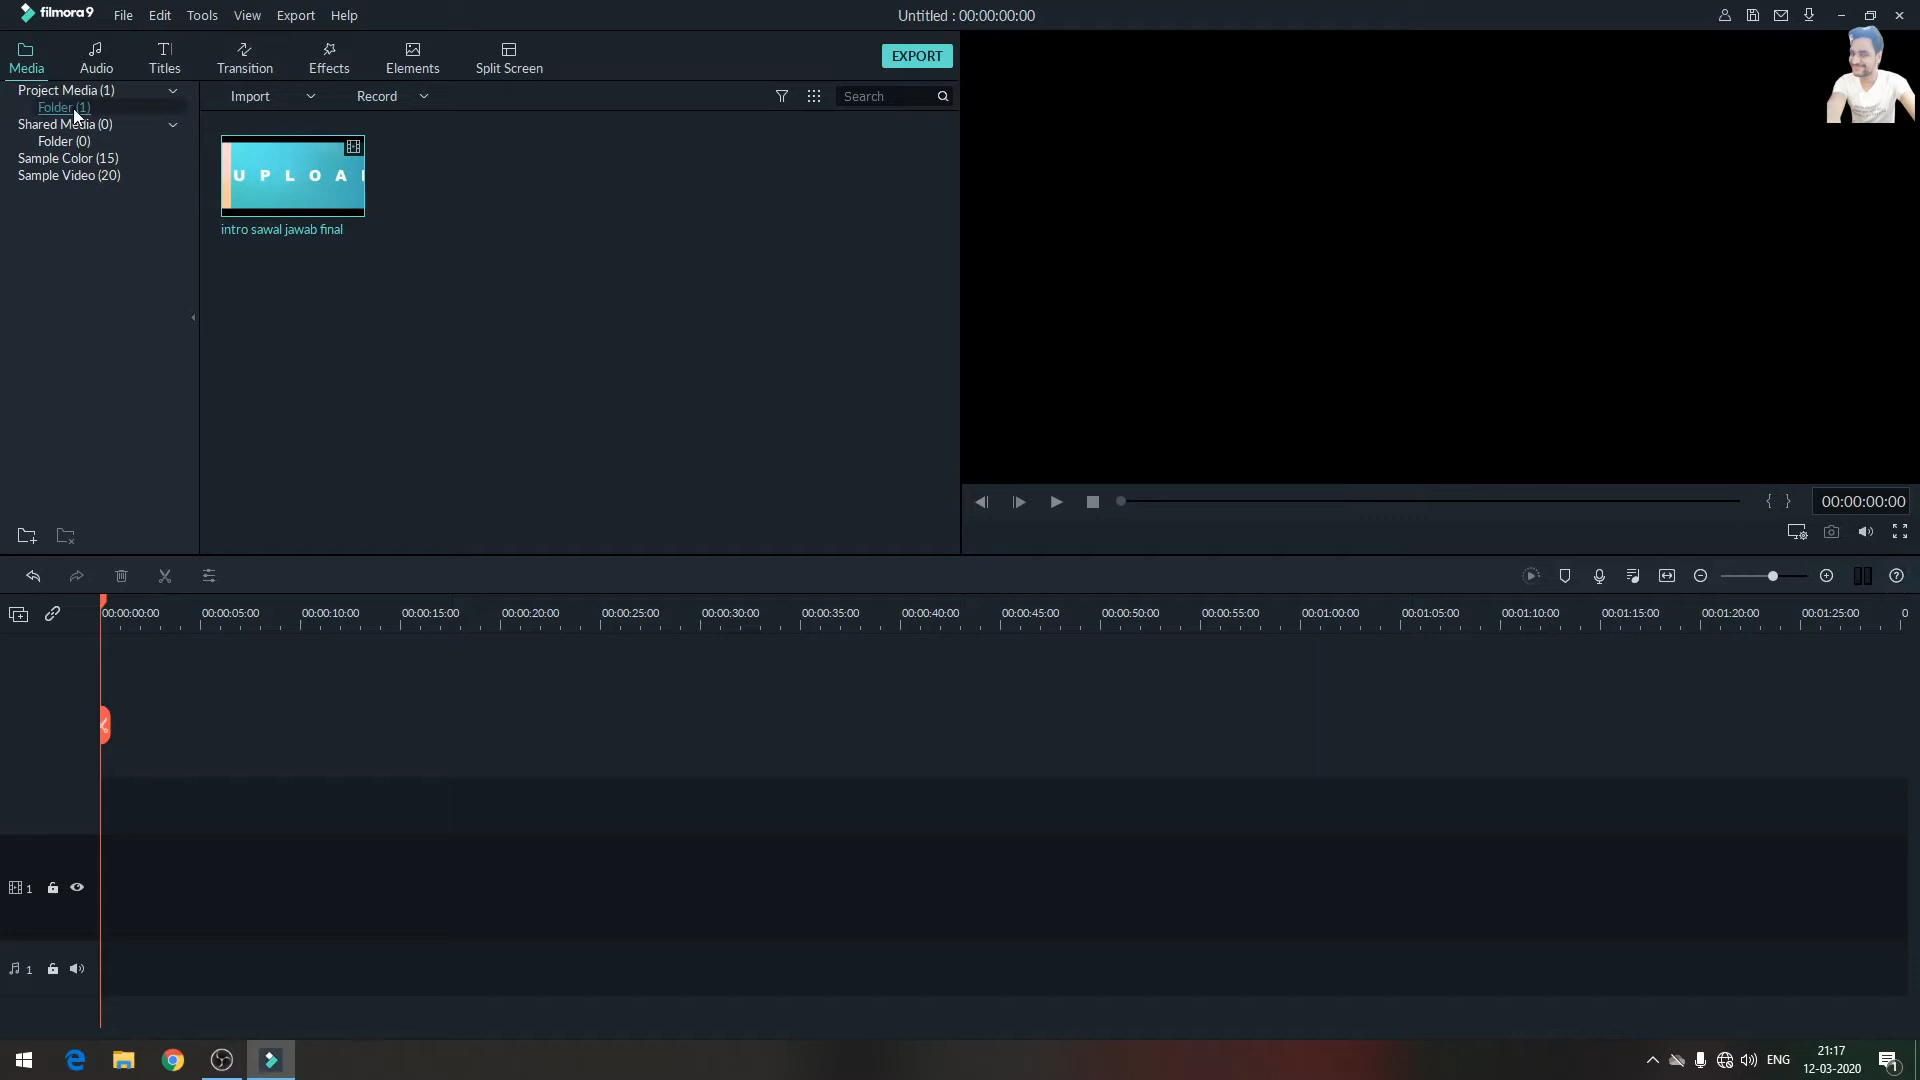 filmora9 File Edit Tools View Export Help Untitled : 00:00:00:00
Media Audio Titles Transition Effects Elements Split Screen EXPORT
Project Media (1) Import Record Search
Folder (1)
Shared Media (0)
Folder (0)
Sample Color (15)
Sample Video (20)
U P L O A
intro sawal jawab final
00:00:00:00
00:00:00:00 00:00:05:00 00:00:10:00 00:00:15:00 00:00:20:00 00:00:25:00 00:00:30:00 00:00:35:00 00:00:40:00 00:00:45:00 00:00:50:00 00:00:55:00 00:01:00:00 00:01:05:00 00:01:10:00 00:01:15:00 00:01:20:00 00:01:25:00 0
1
1
ENG 21:17
12-03-2020 1